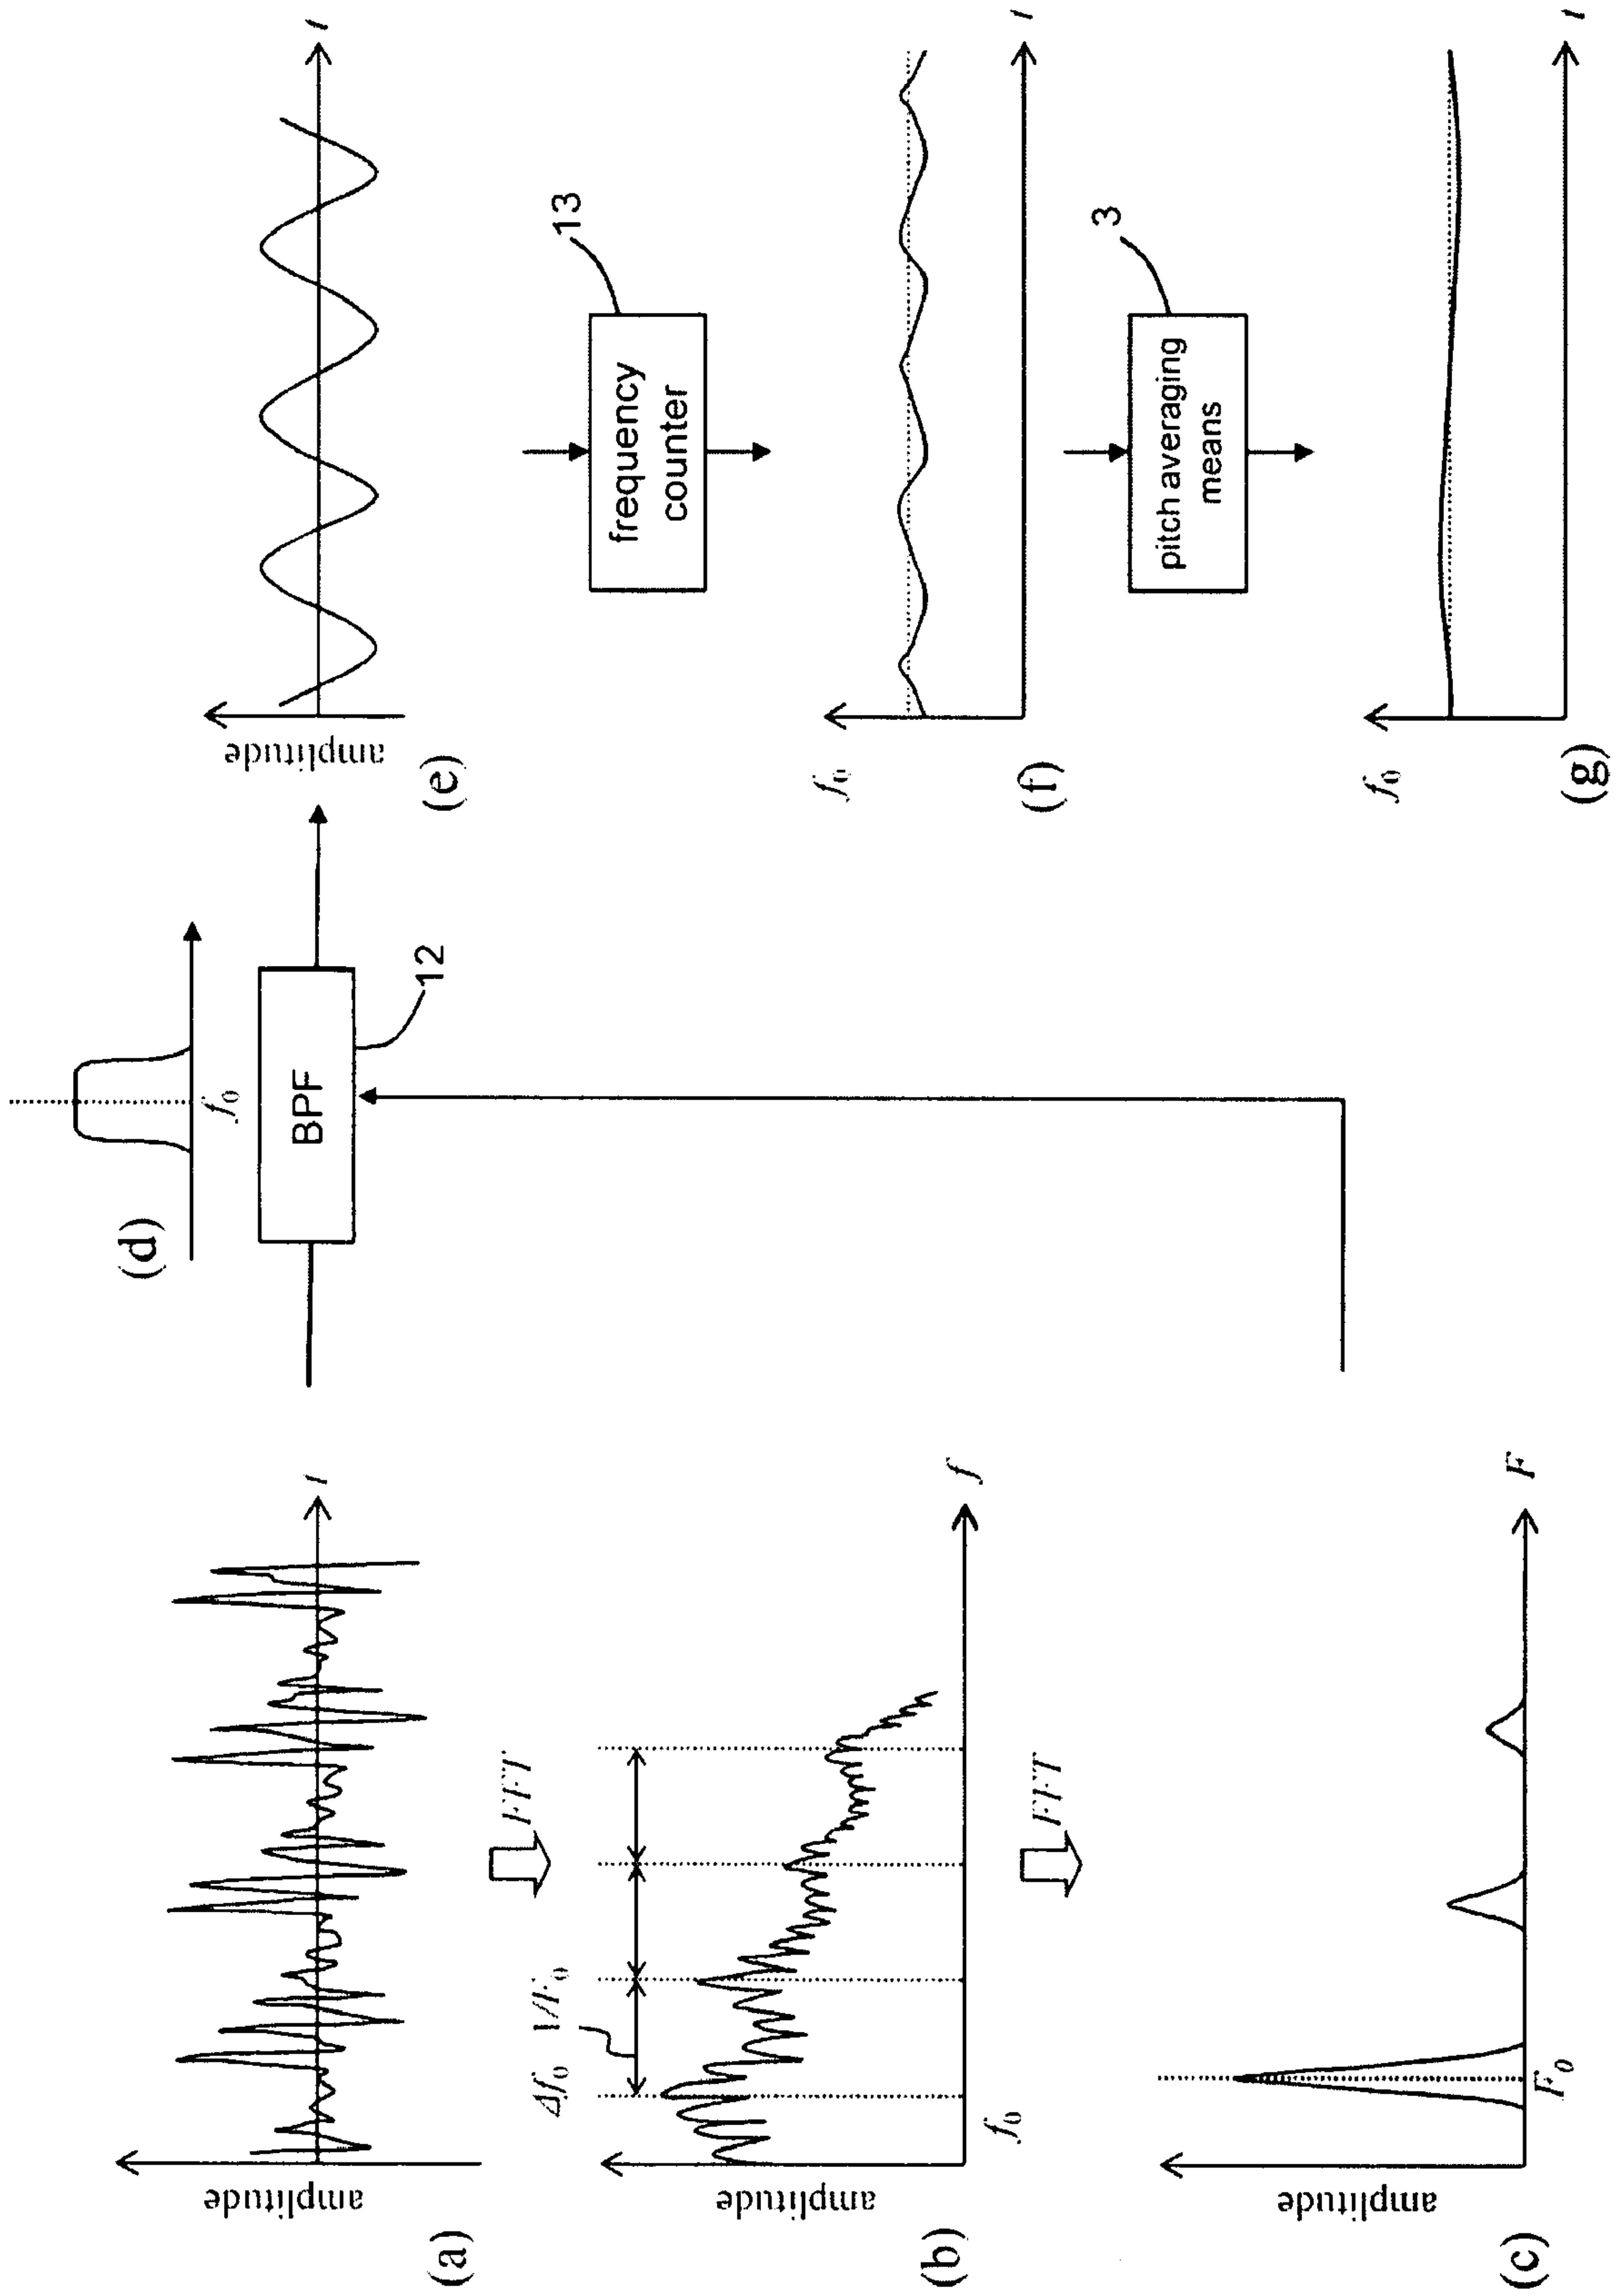 (a)
amplitude
t
FFT
(b)
amplitude
Δf₀ 1/F₀
f₀
f
FFT
(c)
amplitude
F₀
F
(d)
f₀
BPF
12
(e)
amplitude
t
frequency
counter
13
(f)
f₀
t
pitch averaging
means
3
(g)
f₀
t